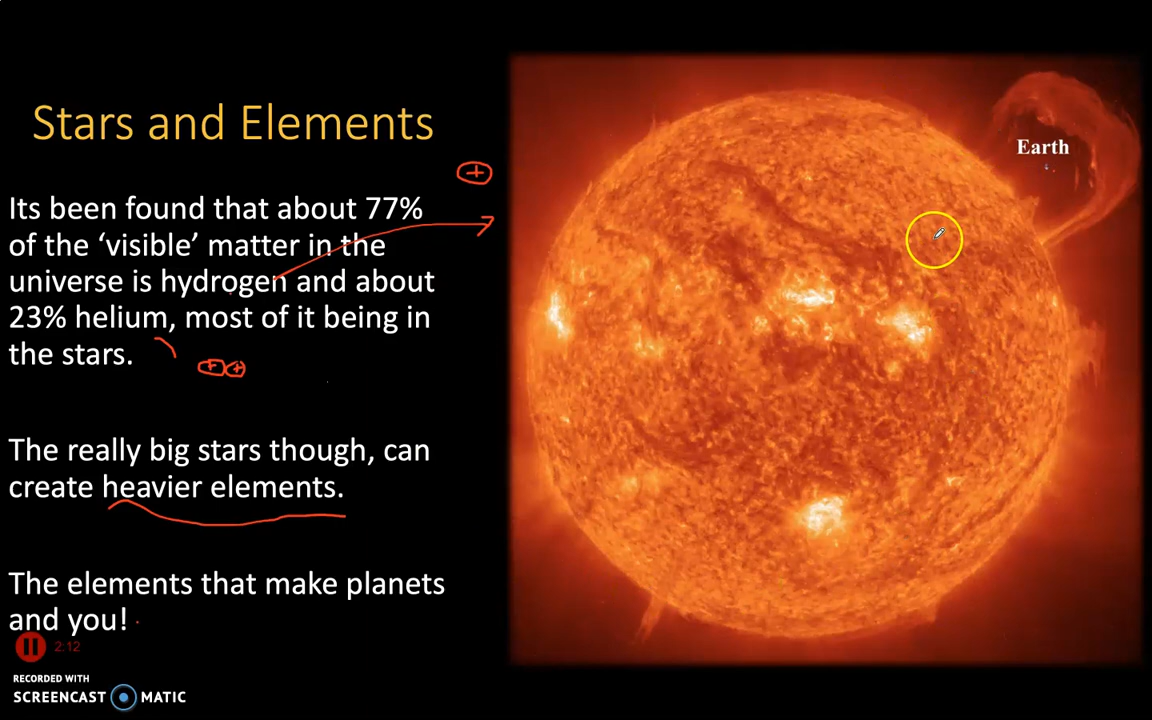 Stars and Elements
Its been found that about 77%
of the ‘visible’ matter in the
universe is hydrogen and about
23% helium, most of it being in
the stars.
+
+ +
The really big stars though, can
create heavier elements.
The elements that make planets
and you!
Earth
2:12
RECORDED WITH
SCREENCAST MATIC